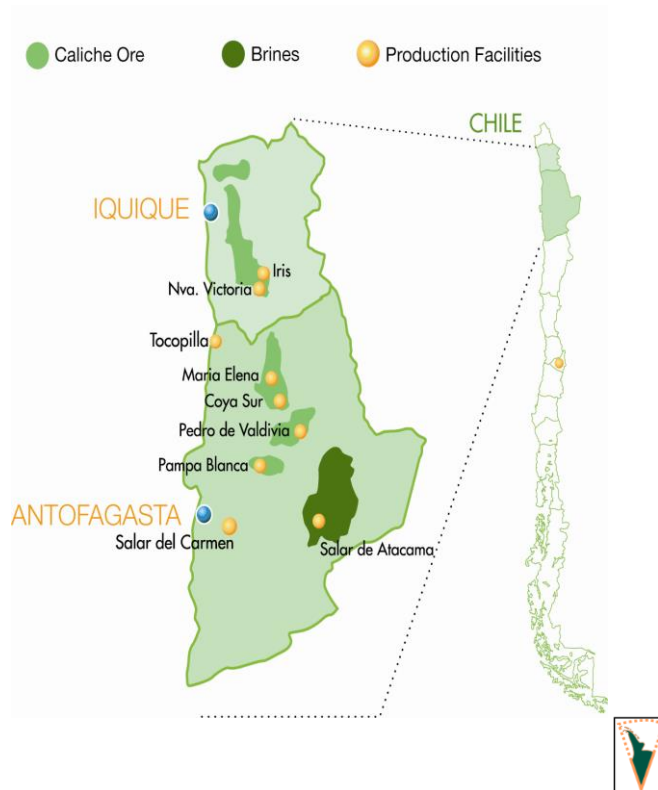 Caliche Ore
Brines
Production Facilities
CHILE
IQUIQUE
Iris
Nva. Victoria
Tocopilla
Maria Elena
Coya Sur
Pedro de Valdivia
Pampa Blanca
ANTOFAGASTA
Salar del Carmen
Salar de Atacama